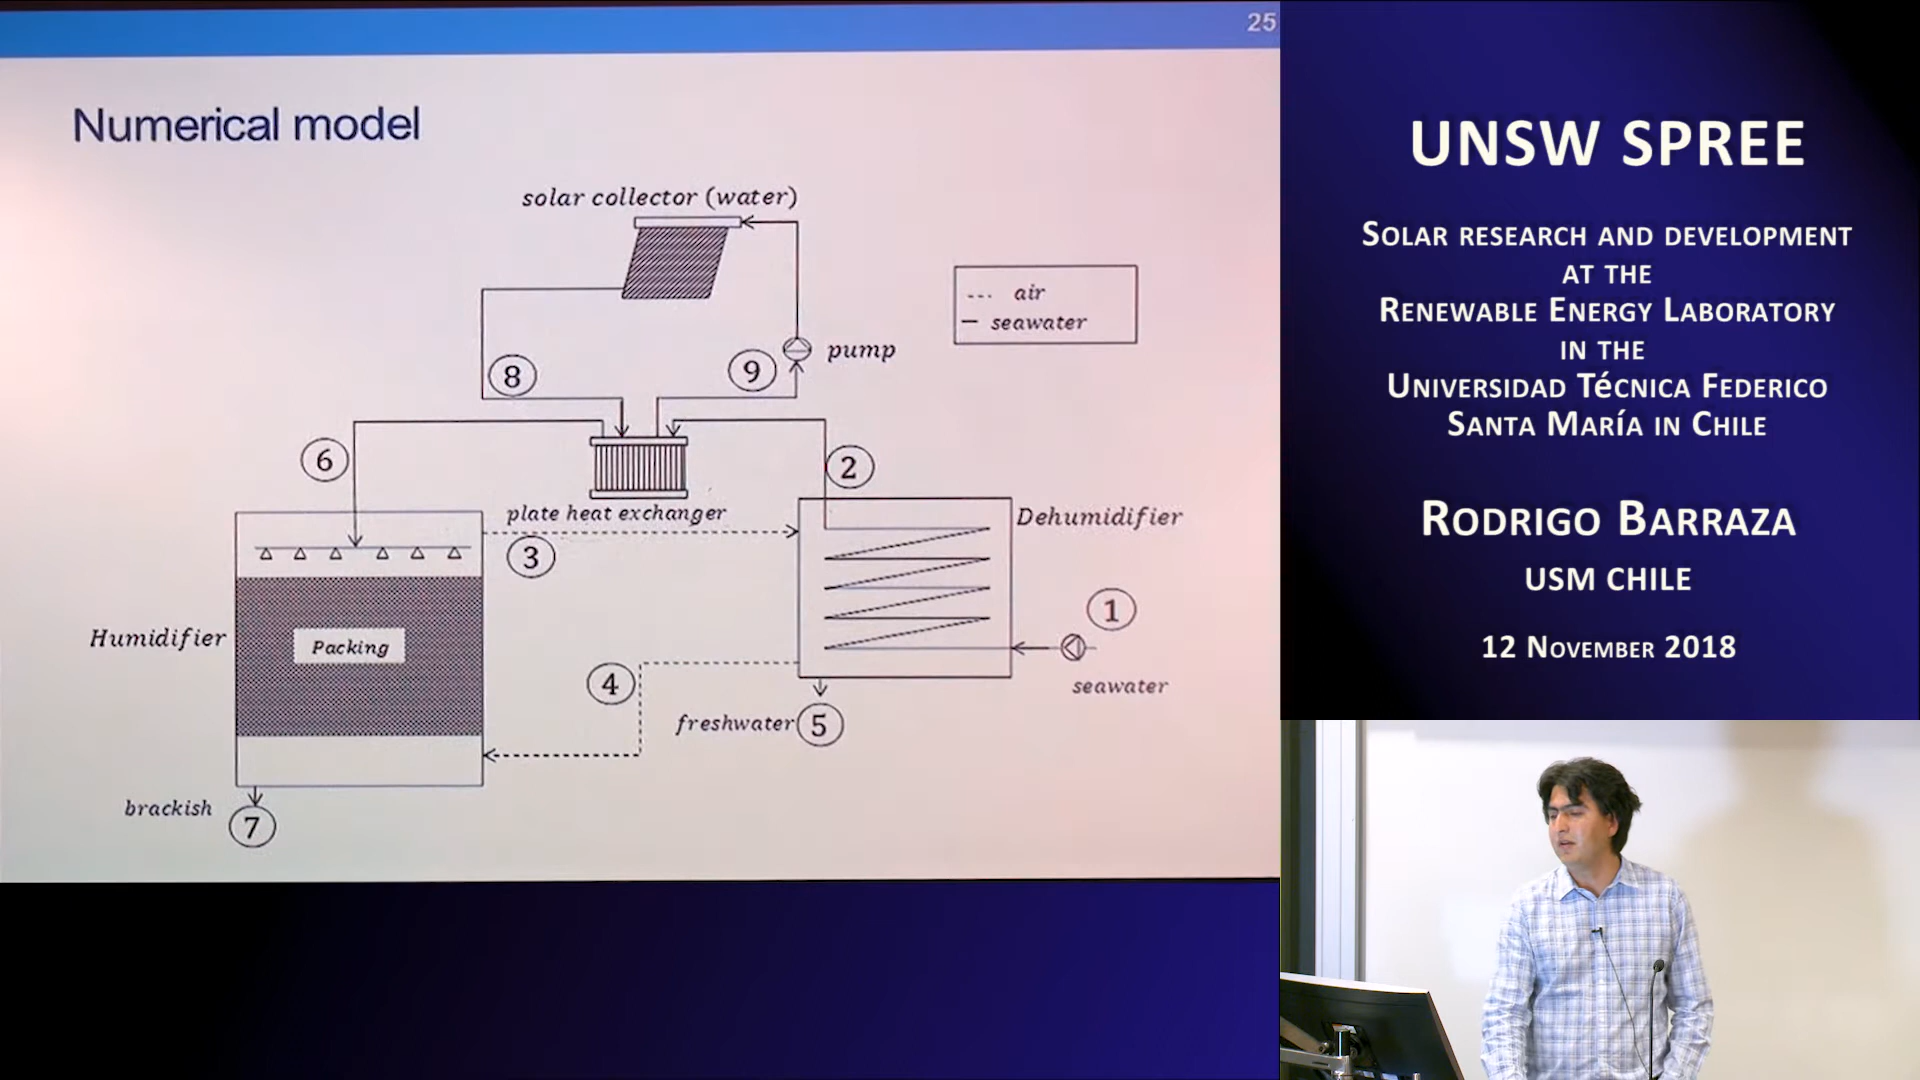 25
Numerical model
solar collector (water)
--- air
— seawater
pump
8
9
6
2
plate heat exchanger
3
Dehumidifier
1
Humidifier
Packing
4
seawater
freshwater
5
brackish
7
UNSW SPREE
SOLAR RESEARCH AND DEVELOPMENT
AT THE
RENEWABLE ENERGY LABORATORY
IN THE
UNIVERSIDAD TéCNICA FEDERICO
SANTA MARíA IN CHILE
RODRIGO BARRAZA
USM CHILE
12 NOVEMBER 2018